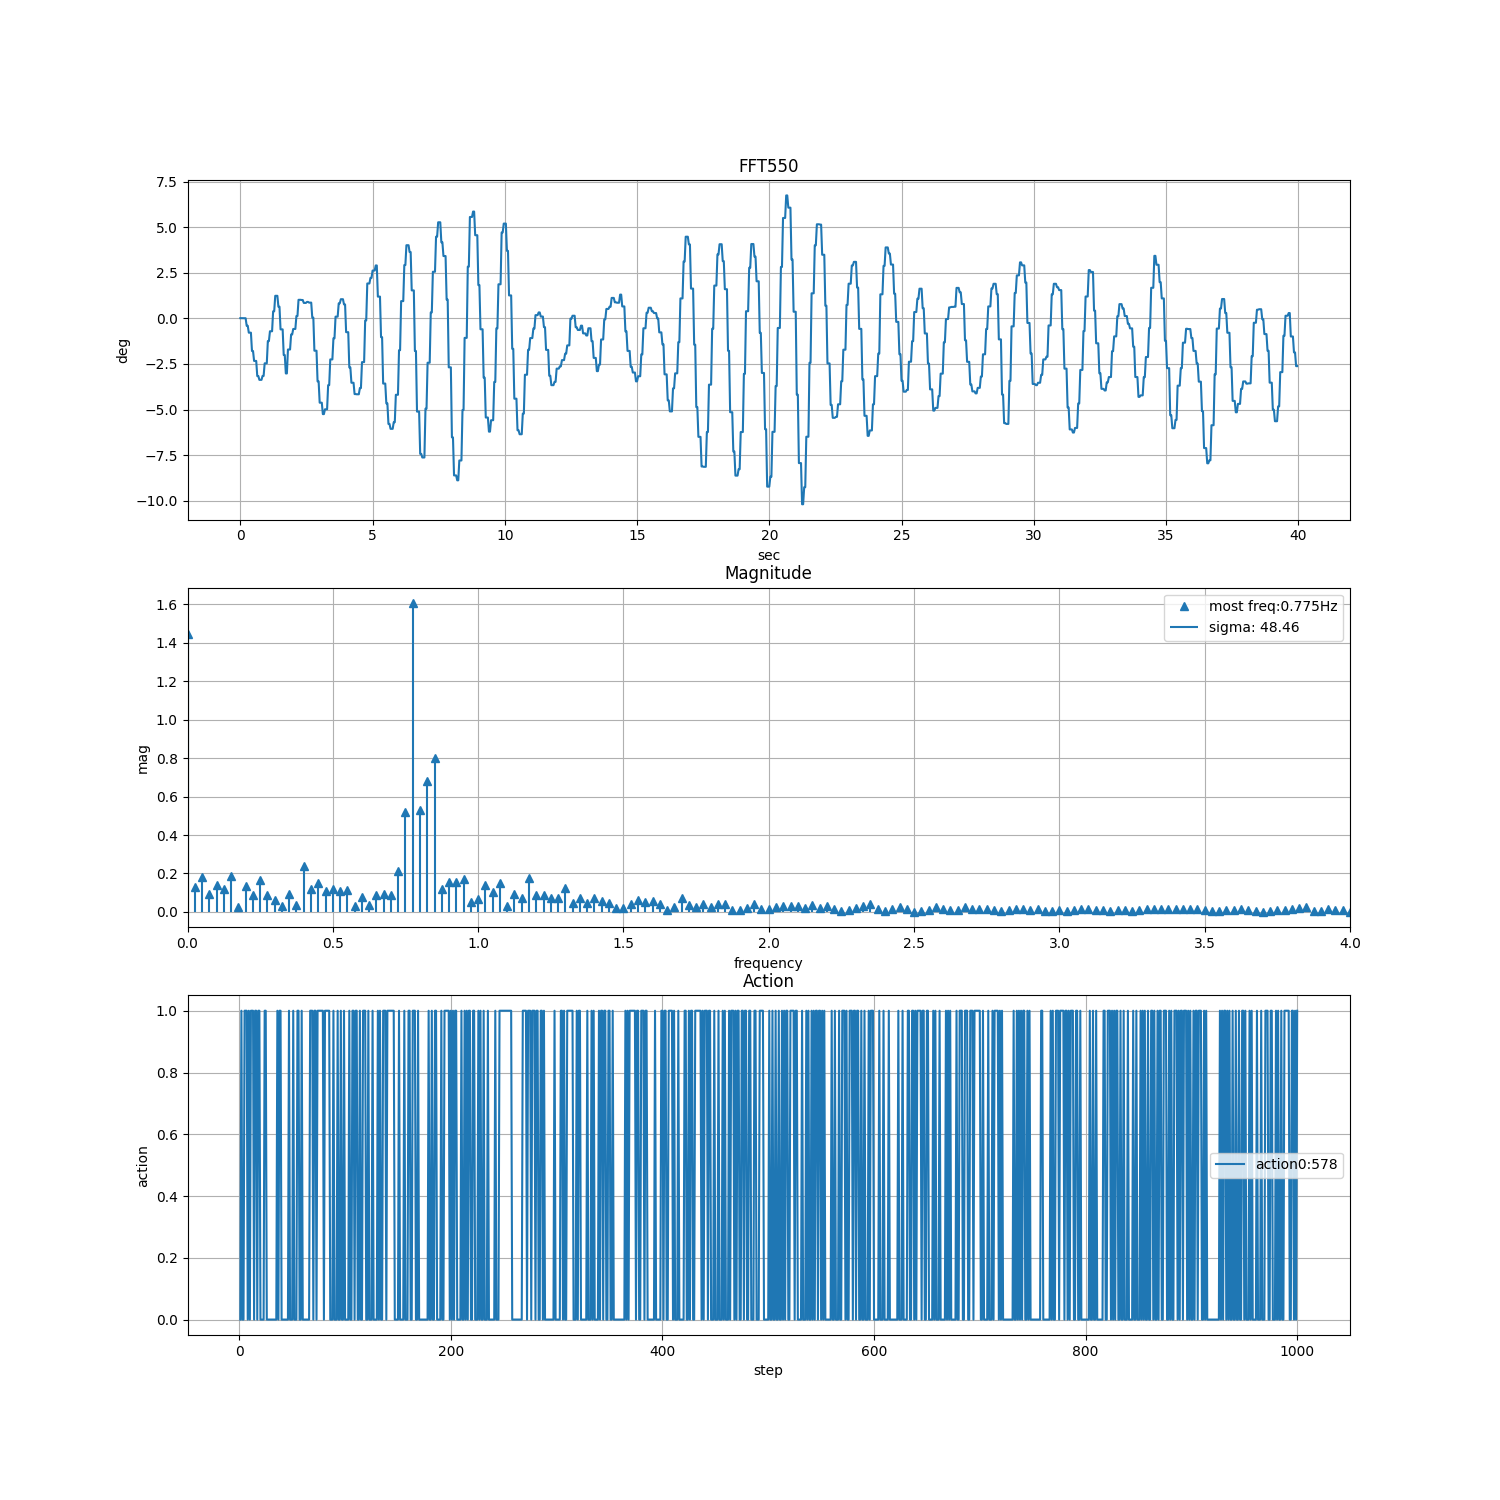 FFT550
7.5
5.0
2.5
0.0
−2.5
−5.0
−7.5
−10.0
deg
0 5 10 15 20 25 30 35 40
sec
Magnitude
1.6
1.4
1.2
1.0
0.8
0.6
0.4
0.2
0.0
mag
most freq:0.775Hz
sigma: 48.46
0.0 0.5 1.0 1.5 2.0 2.5 3.0 3.5 4.0
frequency
Action
1.0
0.8
0.6
0.4
0.2
0.0
action
action0:578
0 200 400 600 800 1000
step